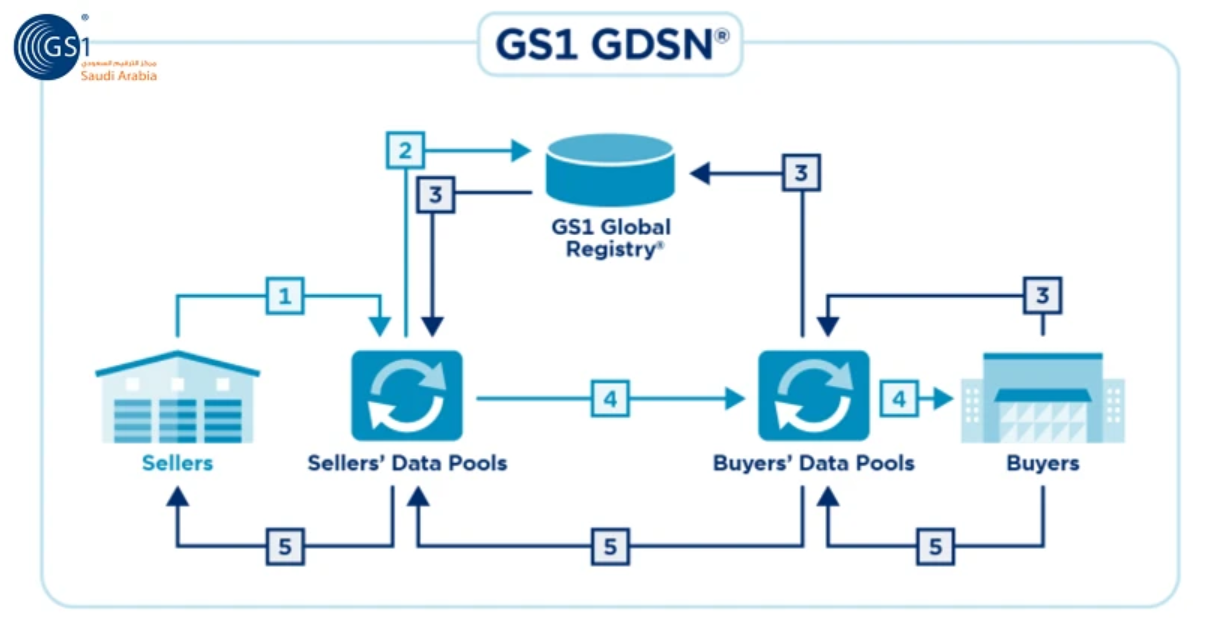 GS1®
مركز الترقيم السعودي
Saudi Arabia
GS1 GDSN®
2
3
3
GS1 Global
Registry®
1
3
4
4
Sellers
Sellers' Data Pools
Buyers' Data Pools
Buyers
5
5
5